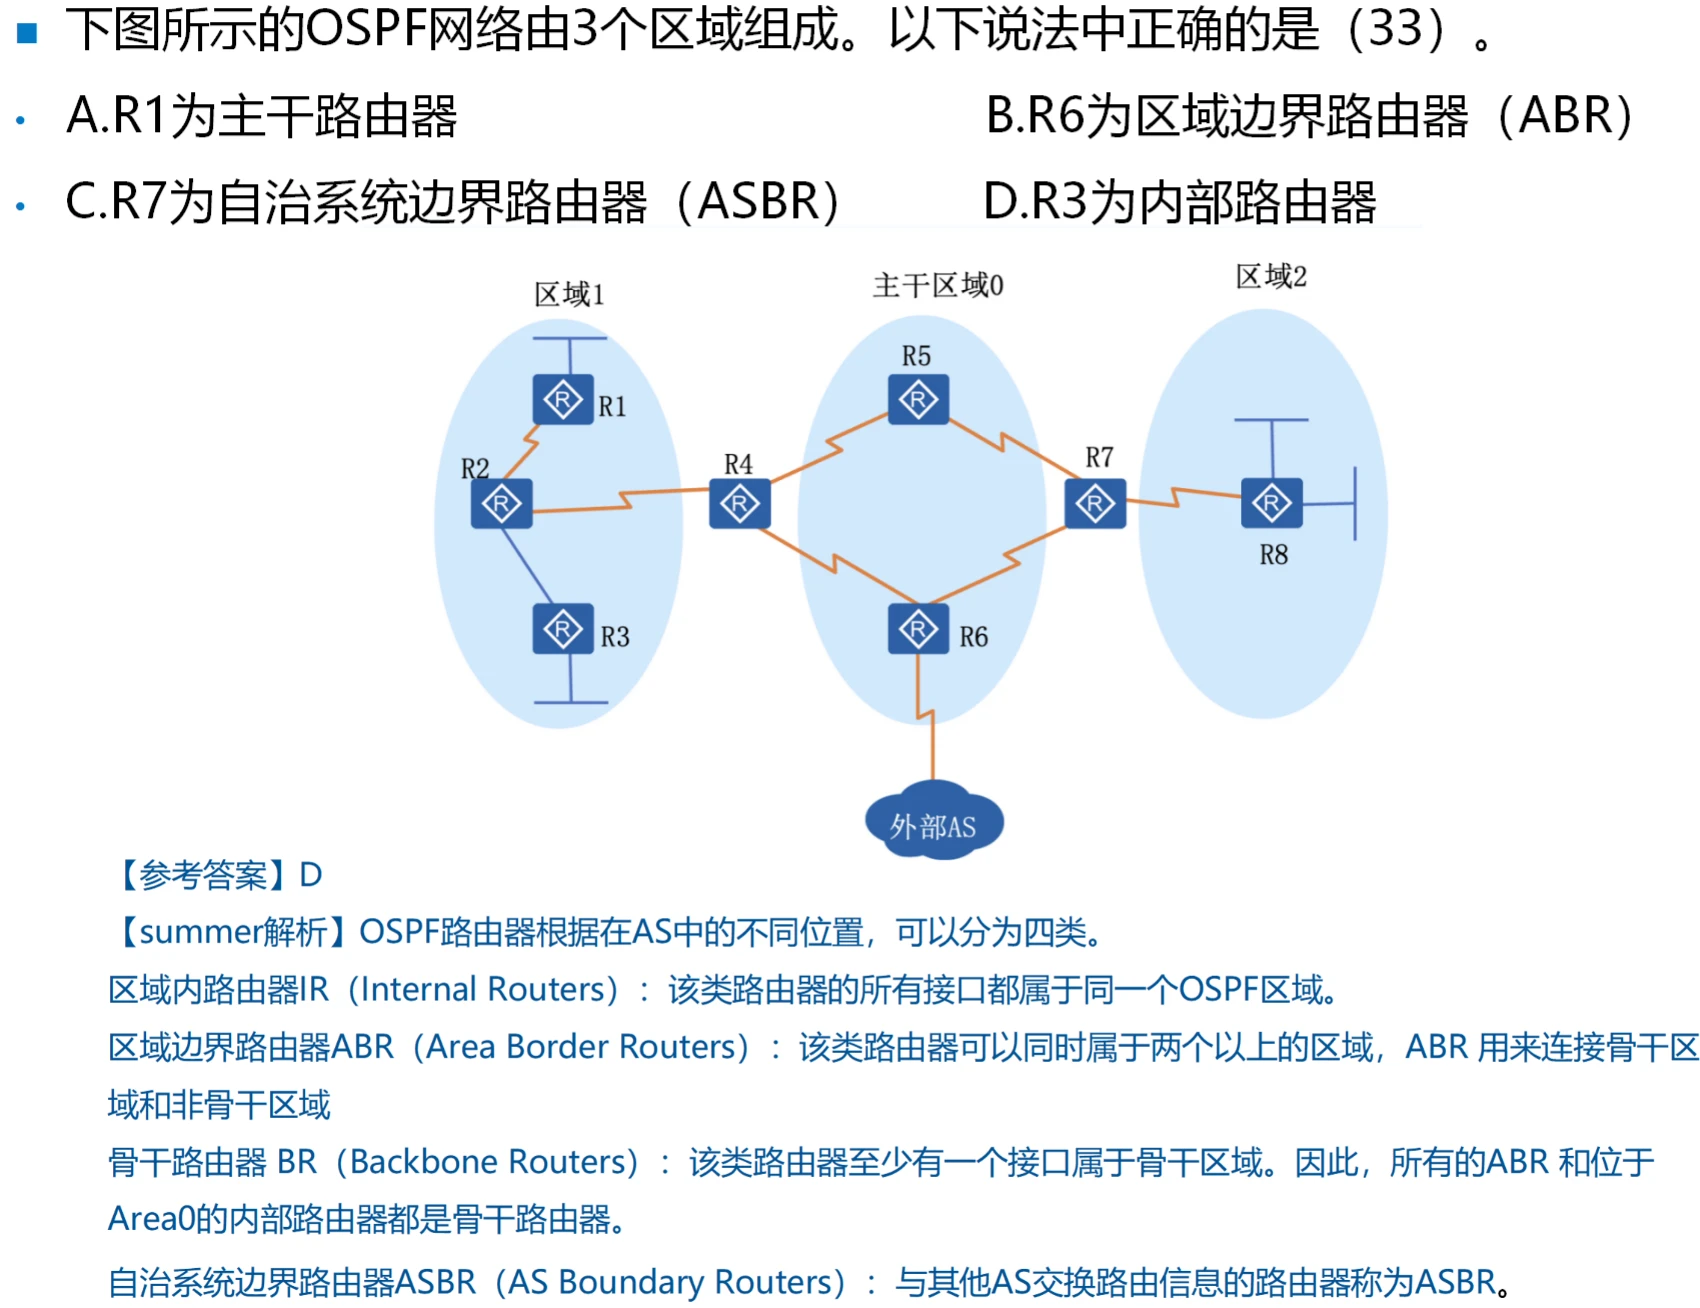 下图所示的OSPF网络由3个区域组成。以下说法中正确的是（33）。
A.R1为主干路由器 B.R6为区域边界路由器（ABR）
C.R7为自治系统边界路由器（ASBR） D.R3为内部路由器
区域1 主干区域0 区域2
R5
R1
R2 R4 R7
R8
R3 R6
外部AS
【参考答案】D
【summer解析】OSPF路由器根据在AS中的不同位置，可以分为四类。
区域内路由器IR（Internal Routers）：该类路由器的所有接口都属于同一个OSPF区域。
区域边界路由器ABR（Area Border Routers）：该类路由器可以同时属于两个以上的区域，ABR 用来连接骨干区
域和非骨干区域
骨干路由器 BR（Backbone Routers）：该类路由器至少有一个接口属于骨干区域。因此，所有的ABR 和位于
Area0的内部路由器都是骨干路由器。
自治系统边界路由器ASBR（AS Boundary Routers）：与其他AS交换路由信息的路由器称为ASBR。